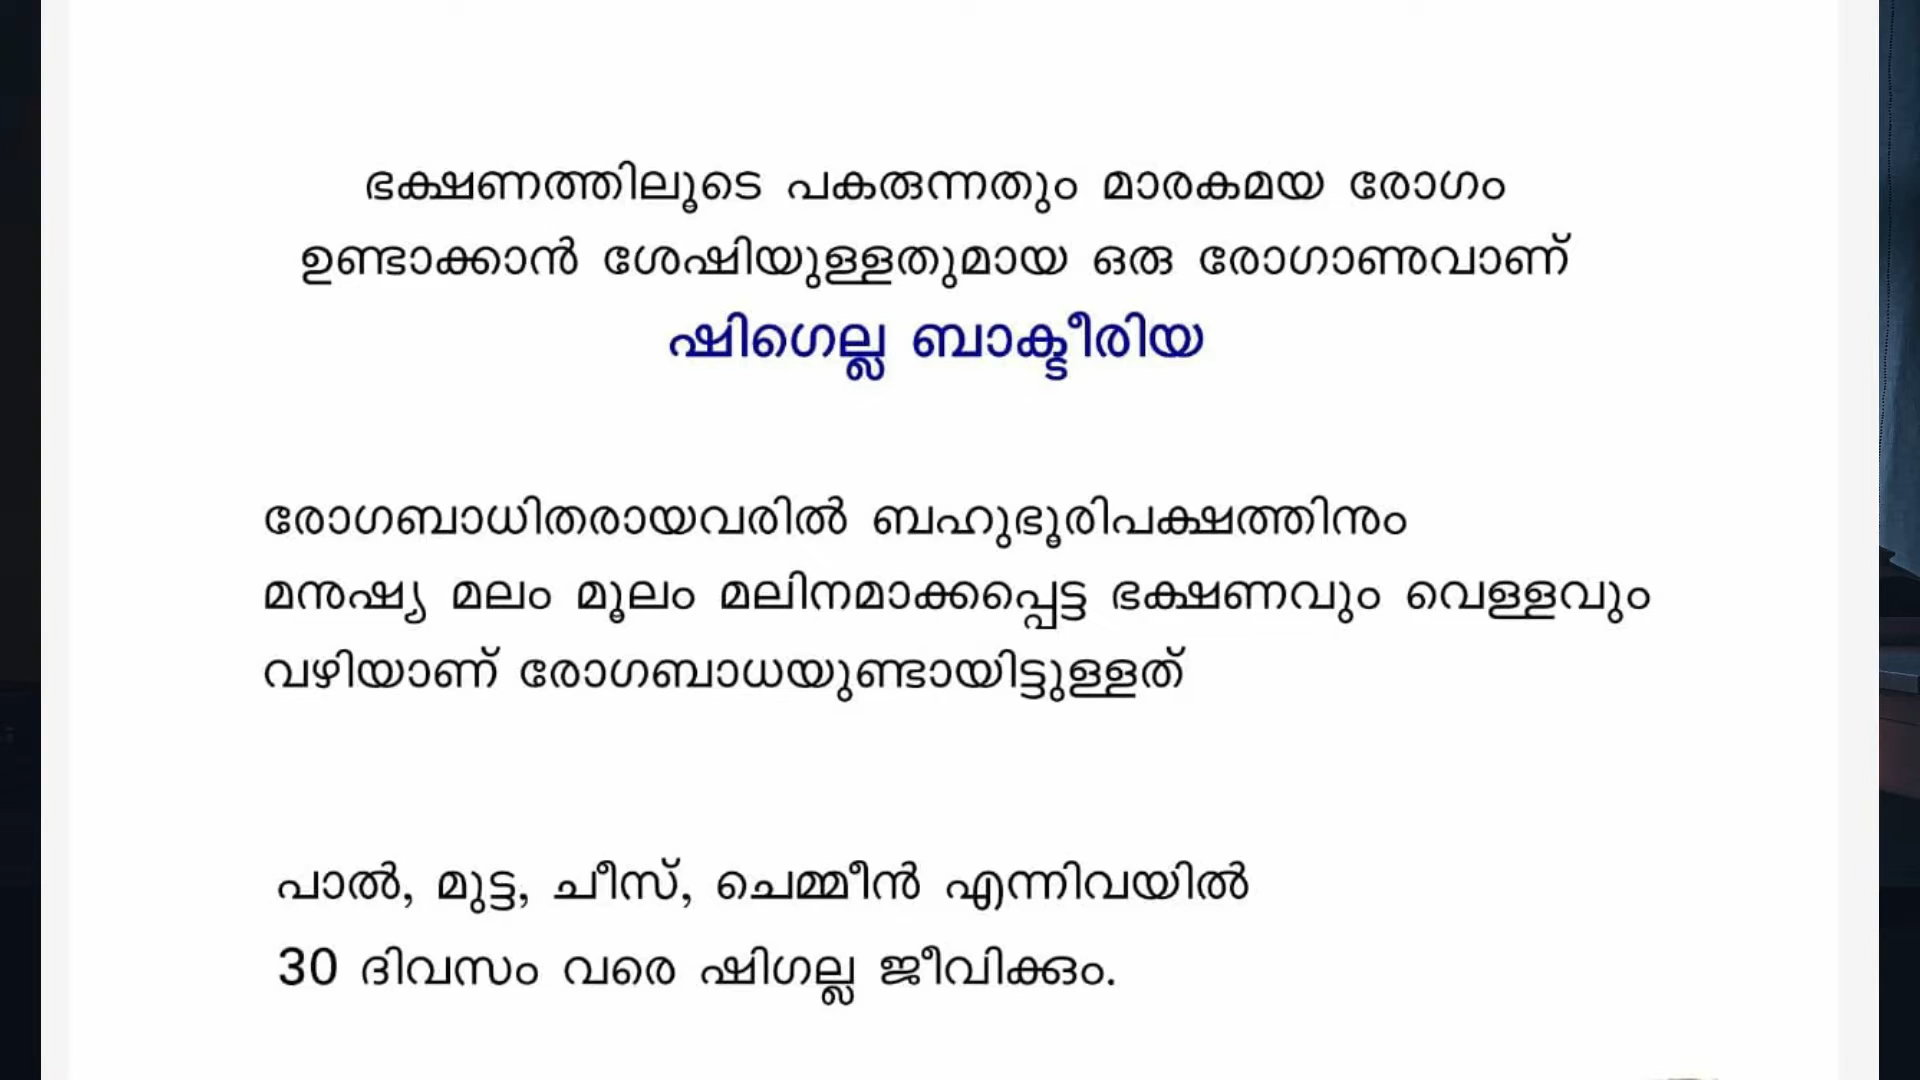 ഭക്ഷണത്തിലൂടെ പകരുന്നതും മാരകമയ രോഗം
ഉണ്ടാക്കാൻ ശേഷിയുള്ളതുമായ ഒരു രോഗാണുവാണ്
ഷിഗെല്ല ബാക്ടീരിയ
രോഗബാധിതരായവരിൽ ബഹുഭൂരിപക്ഷത്തിനും
മനുഷ്യ മലം മൂലം മലിനമാക്കപ്പെട്ട ഭക്ഷണവും വെള്ളവും
വഴിയാണ് രോഗബാധയുണ്ടായിട്ടുള്ളത്
പാൽ, മുട്ട, ചീസ്, ചെമ്മീൻ എന്നിവയിൽ
30 ദിവസം വരെ ഷിഗല്ല ജീവിക്കും.